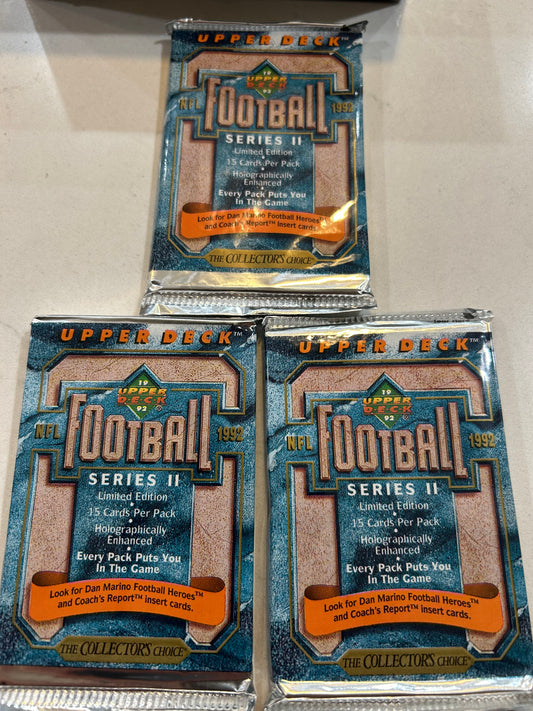 UPPER DECK™
19
UPPER
DECK
92
NFL FOOTBALL 1992
SERIES II
Limited Edition
15 Cards Per Pack
Holographically
Enhanced
Every Pack Puts You
In The Game
Look for Dan Marino Football Heroes™
and Coach's Report™ insert cards.
THE COLLECTOR'S CHOICE
UPPER DECK™
19
UPPER
DECK
92
NFL FOOTBALL 1992
SERIES II
Limited Edition
15 Cards Per Pack
Holographically
Enhanced
Every Pack Puts You
In The Game
Look for Dan Marino Football Heroes™
and Coach's Report™ insert cards.
THE COLLECTOR'S CHOICE
UPPER DECK™
19
UPPER
DECK
92
NFL FOOTBALL 1992
SERIES II
Limited Edition
15 Cards Per Pack
Holographically
Enhanced
Every Pack Puts You
In The Game
Look for Dan Marino Football Heroes™
and Coach's Report™ insert cards.
THE COLLECTOR'S CHOICE